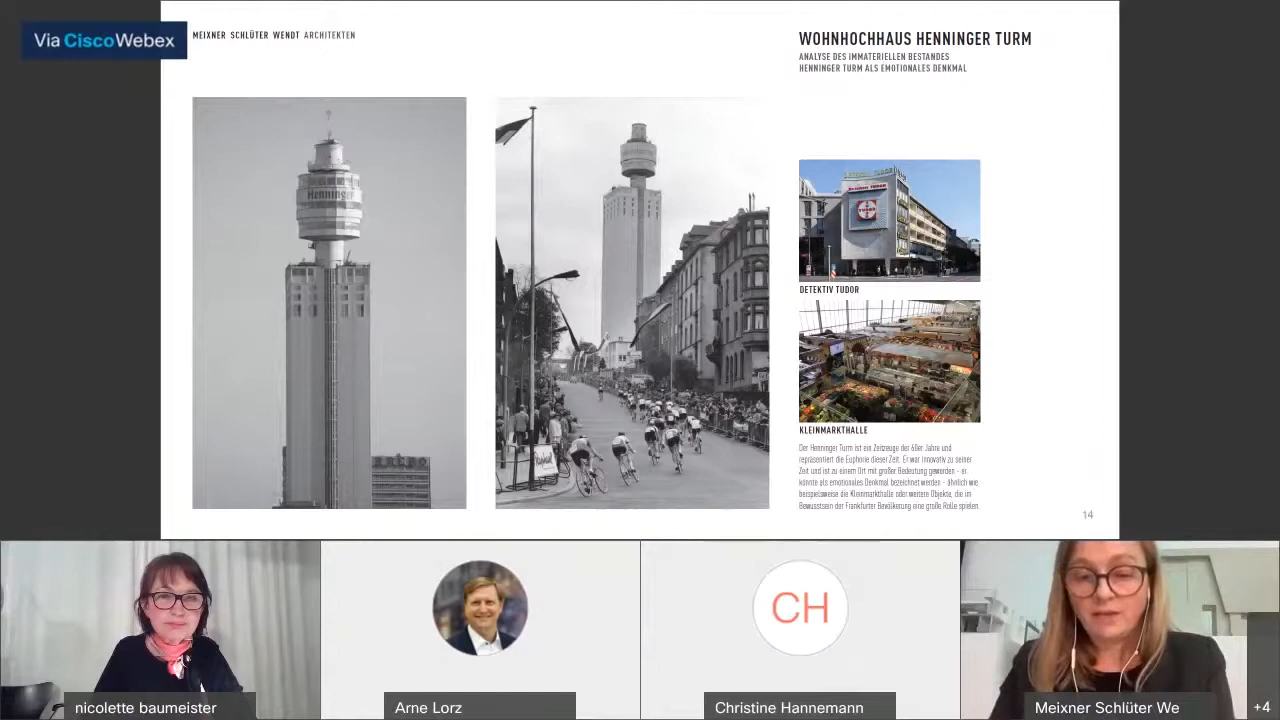 Via Cisco Webex
MEIXNER SCHLÜTER WENDT ARCHITEKTEN
WOHNHOCHHAUS HENNINGER TURM
ANALYSE DES IMMATERIELLEN BESTANDES
HENNINGER TURM ALS EMOTIONALES DENKMAL
Henninger
TUDOR
DETEKTIV TUDOR
KLEINMARKTHALLE
Der Henninger Turm ist ein Zeitzeuge der 60er Jahre und
repräsentiert die Euphorie dieser Zeit. Er war innovativ zu seiner
Zeit und ist zu einem Ort mit großer Bedeutung geworden - er
könnte als emotionales Denkmal bezeichnet werden - ähnlich wie
beispielsweise die Kleinmarkthalle oder weitere Objekte, die im
Bewusstsein der Frankfurter Bevölkerung eine große Rolle spielen.
14
CH
nicolette baumeister
Arne Lorz
Christine Hannemann
Meixner Schlüter We
+4